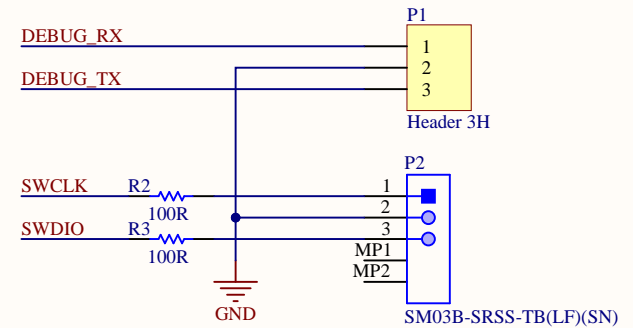 P1
DEBUG_RX
1
2
DEBUG_TX
3
Header 3H
P2
SWCLK
R2
1
100R
2
SWDIO
R3
3
100R
MP1
MP2
GND
SM03B-SRSS-TB(LF)(SN)